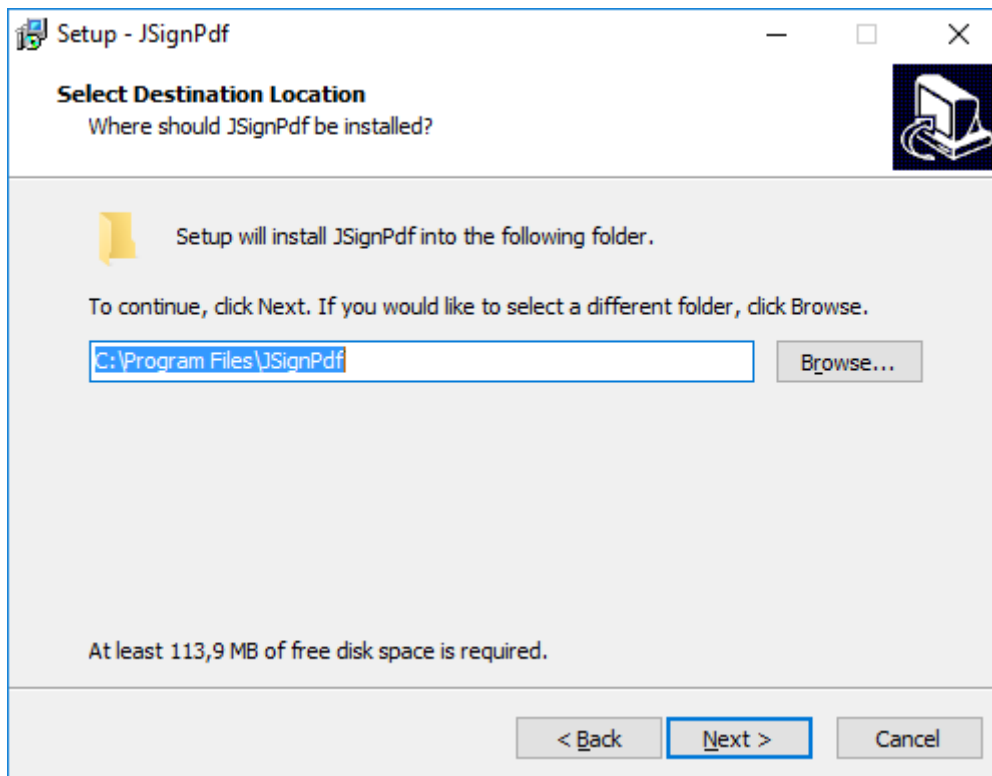 Setup - JSignPdf
Select Destination Location
Where should JSignPdf be installed?
Setup will install JSignPdf into the following folder.
To continue, click Next. If you would like to select a different folder, click Browse.
C:\Program Files\JSignPdf
Browse...
At least 113,9 MB of free disk space is required.
< Back
Next >
Cancel